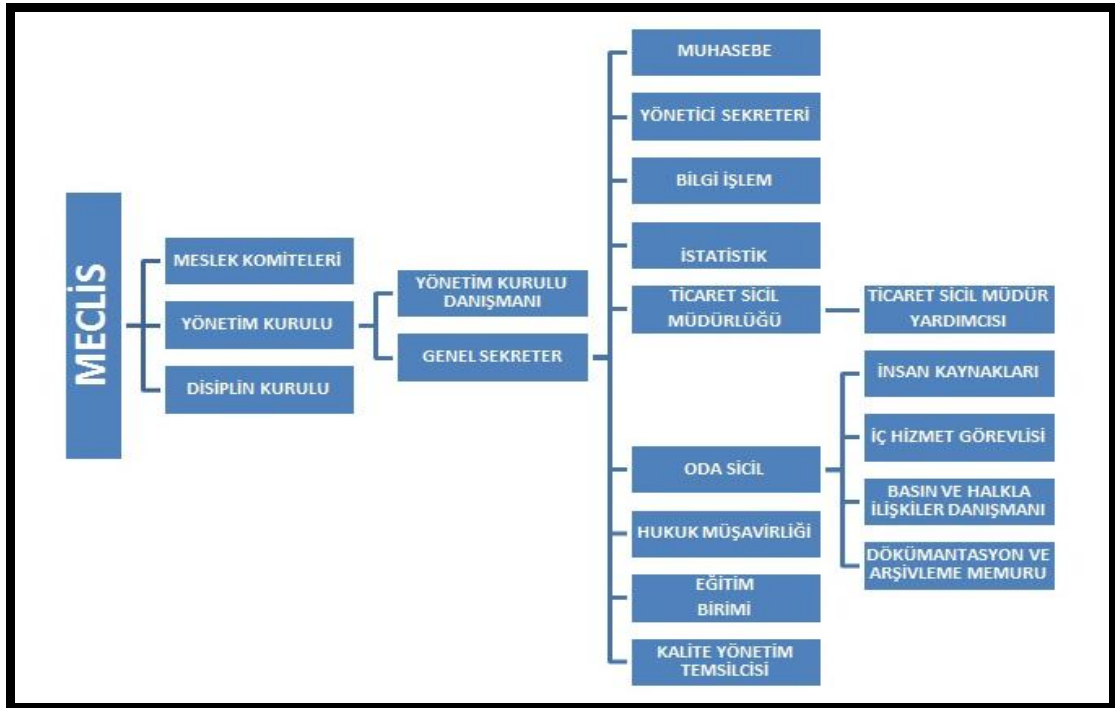 MECLİS
MESLEK KOMİTELERİ
YÖNETİM KURULU
DİSİPLİN KURULU
YÖNETİM KURULU
DANIŞMANI
GENEL SEKRETER
MUHASEBE
YÖNETİCİ SEKRETERİ
BİLGİ İŞLEM
İSTATİSTİK
TİCARET SİCİL
MÜDÜRLÜĞÜ
TİCARET SİCİL MÜDÜR
YARDIMCISI
ODA SİCİL
İNSAN KAYNAKLARI
İÇ HİZMET GÖREVLİSİ
BASIN VE HALKLA
İLİŞKİLER DANIŞMANI
DÖKÜMANTASYON VE
ARŞİVLEME MEMURU
HUKUK MÜŞAVİRLİĞİ
EĞİTİM
BİRİMİ
KALİTE YÖNETİM
TEMSİLCİSİ